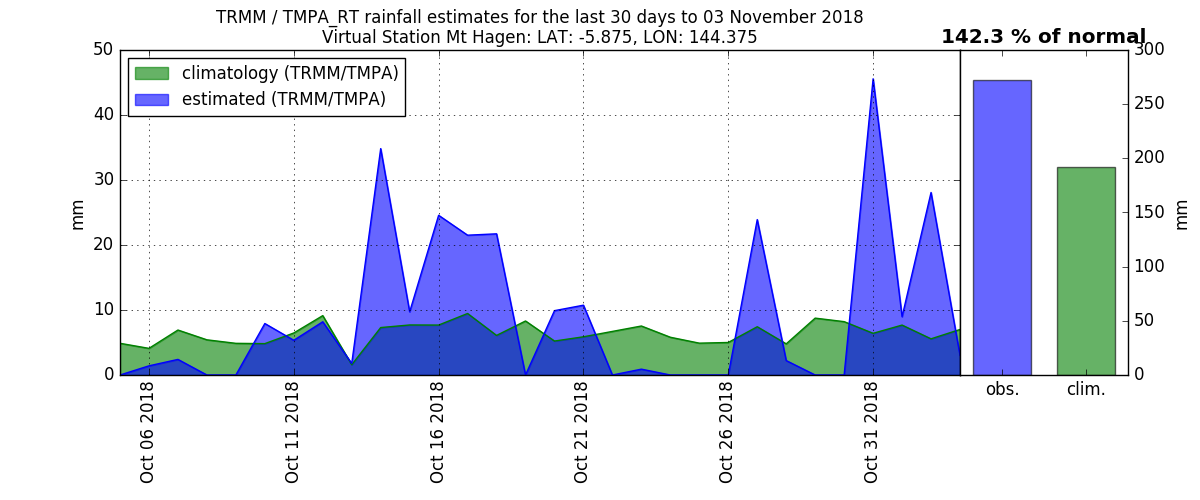 TRMM / TMPA_RT rainfall estimates for the last 30 days to 03 November 2018
Virtual Station Mt Hagen: LAT: -5.875, LON: 144.375
142.3 % of normal
climatology (TRMM/TMPA)
estimated (TRMM/TMPA)
mm
50
40
30
20
10
0
Oct 06 2018
Oct 11 2018
Oct 16 2018
Oct 21 2018
Oct 26 2018
Oct 31 2018
obs.
clim.
300
250
200
150
100
50
0
mm